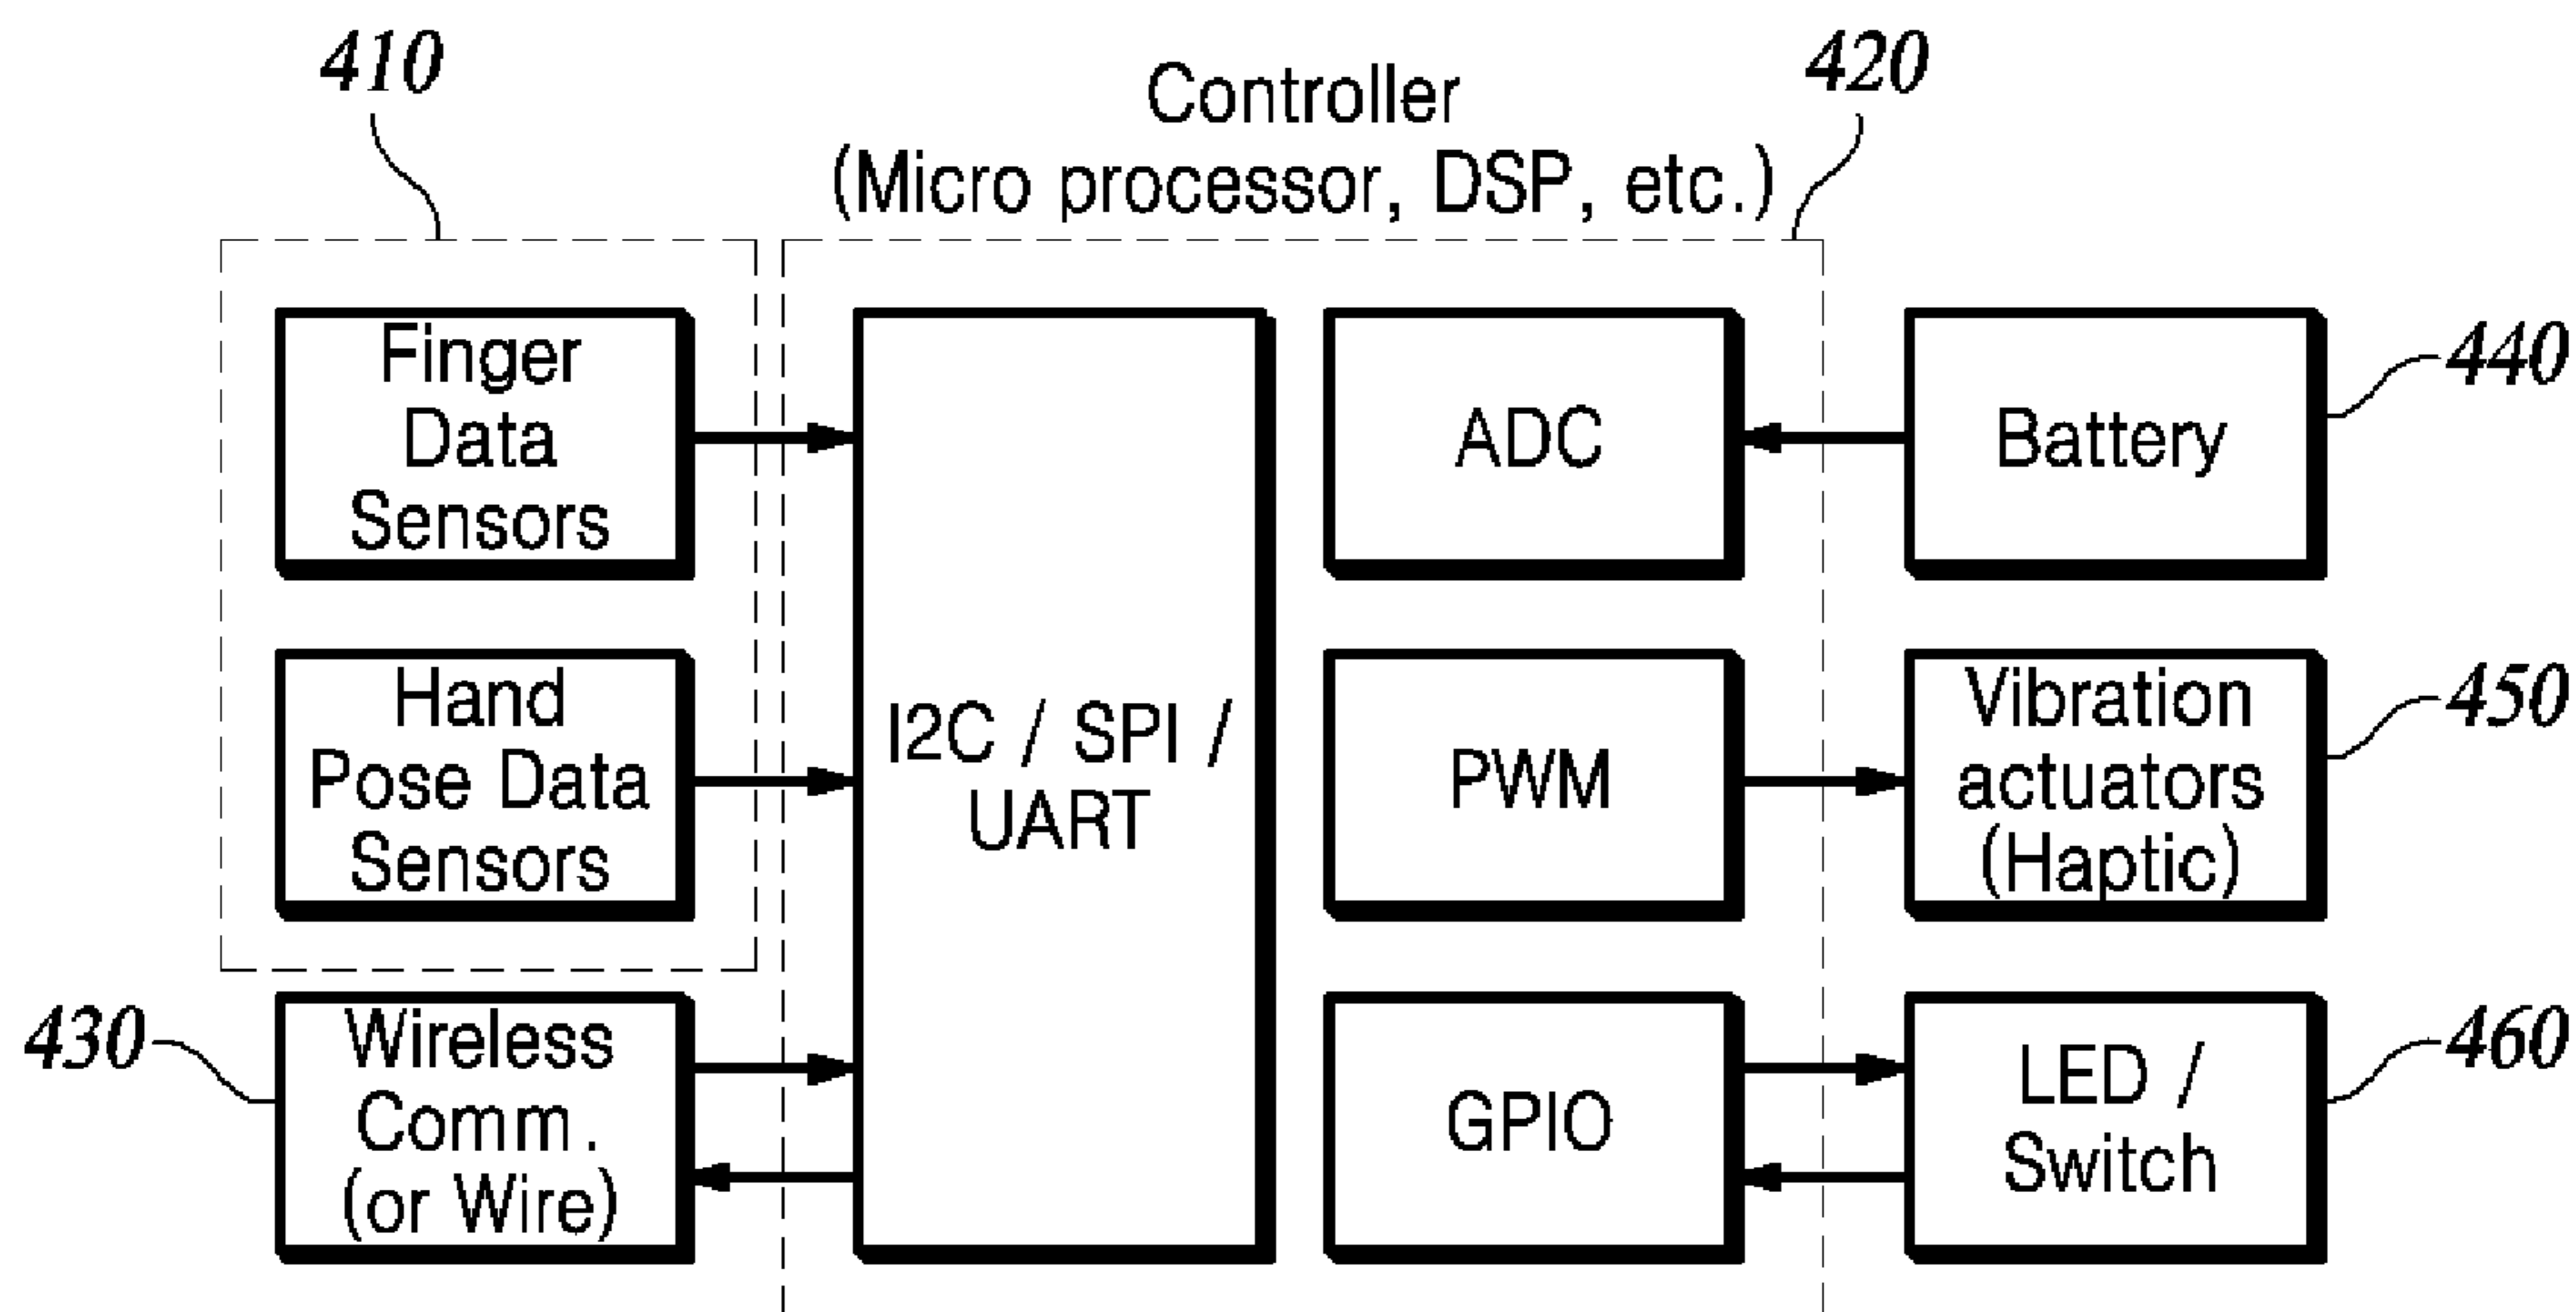 410
Controller
420
(Micro processor, DSP, etc.)
Finger
Data
Sensors
ADC
Battery
440
Hand
Pose Data
Sensors
I2C / SPI /
UART
PWM
Vibration
actuators
(Haptic)
450
430
Wireless
Comm.
(or Wire)
GPIO
LED /
Switch
460